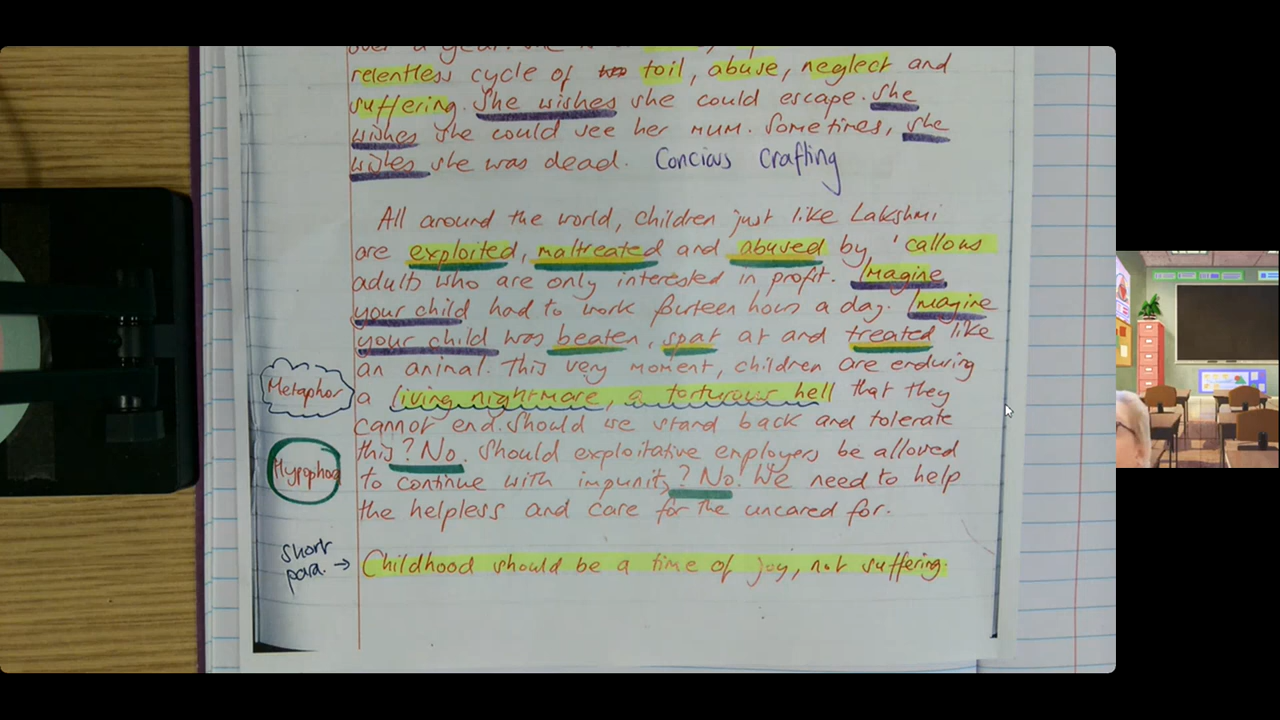 over a year. She is
relentless cycle of toil, abuse, neglect and
suffering. She wishes she could escape. She
wishes she could see her mum. Sometimes, she
wishes she was dead. Concious Crafting
All around the world, children just like Lakshmi
are exploited, maltreated and abused by 'callous
adults who are only interested in profit. Imagine
your child had to work furteen hours a day. Imagine
your child was beaten, spat at and treated like
an animal. This very moment, children are enduring
Metaphor
a living nightmare, a torturous hell that they
cannot end. Should we stand back and tolerate
this? No. Should exploitative employers be allowed
Hypophora
to continue with impunity? No. We need to help
the helpless and care for the uncared for.
Short
para. →
Childhood should be a time of joy, not suffering.